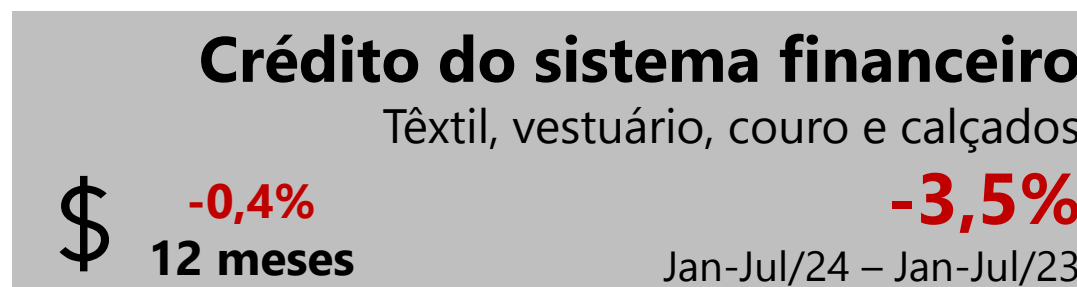 Crédito do sistema financeiro
Têxtil, vestuário, couro e calçados
$ -0,4% -3,5%
12 meses Jan-Jul/24 – Jan-Jul/23